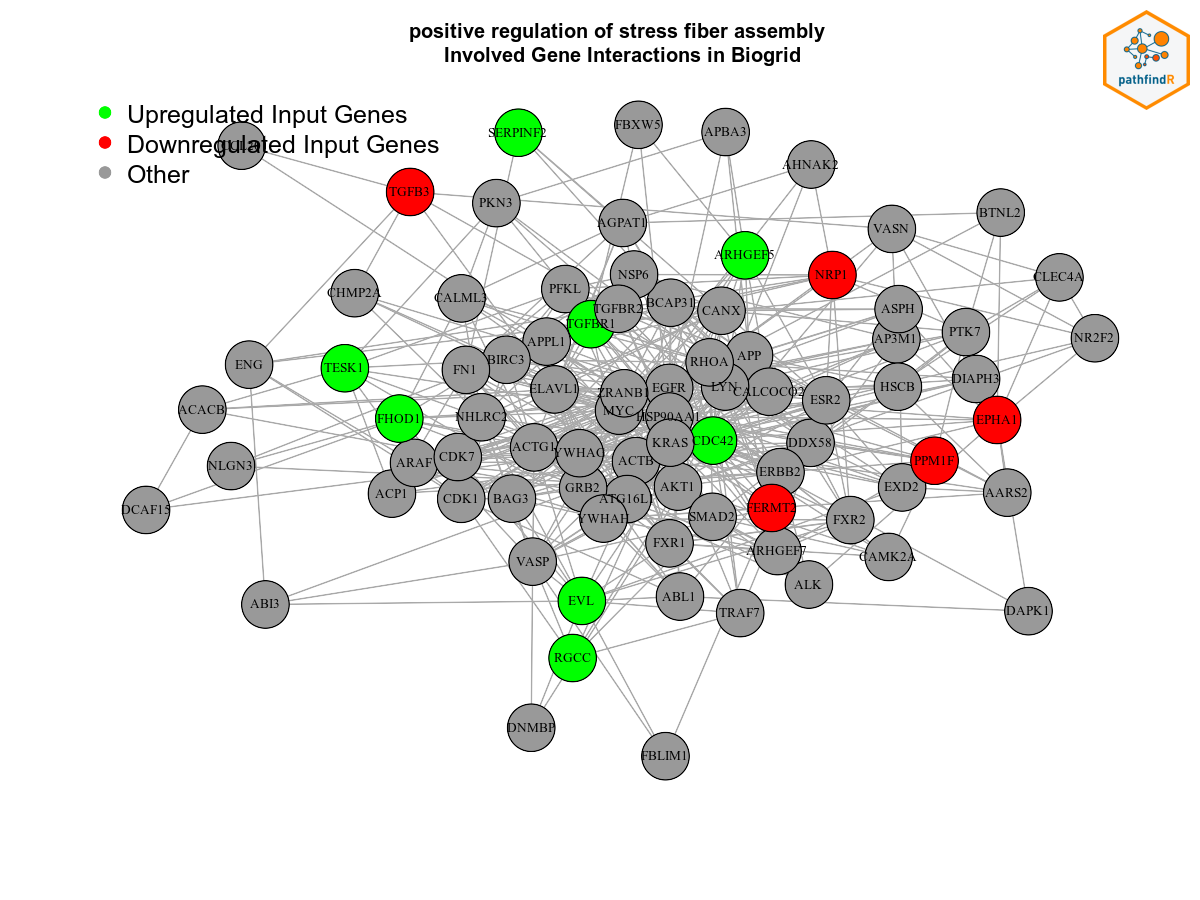 positive regulation of stress fiber assembly
Involved Gene Interactions in Biogrid
pathfindR
Upregulated Input Genes
Downregulated Input Genes
Other
SERPINF2
FBXW5
APBA3
AHNAK2
TGFB3
PKN3
AGPAT1
BTNL2
VASN
ARHGEF5
NRP1
CLEC4A
CHMP2A
CALML3
PFKL
NSP6
BCAP31
CANX
ASPH
TGFBR2
TGFBR1
PTK7
AP3M1
NR2F2
APPL1
BIRC3
RHOA
APP
ENG
TESK1
FN1
ELAVL1
ZRANB1
EGFR
LYN
CALCOCO2
HSCB
DIAPH3
ESR2
ACACB
FHOD1
NHLRC2
MYC
HSP90AA1
EPHA1
KRAS
CDC42
DDX58
NLGN3
ARAF
CDK7
ACTG1
ACTB
PPM1F
ERBB2
DCAF15
ACP1
CDK1
BAG3
GRB2
ATG16L1
AKT1
EXD2
AARS2
YWHAH
SMAD2
FERMT2
FXR2
FXR1
ARHGEF7
CAMK2A
VASP
ALK
ABI3
EVL
ABL1
TRAF7
DAPK1
RGCC
DNMBP
FBLIM1